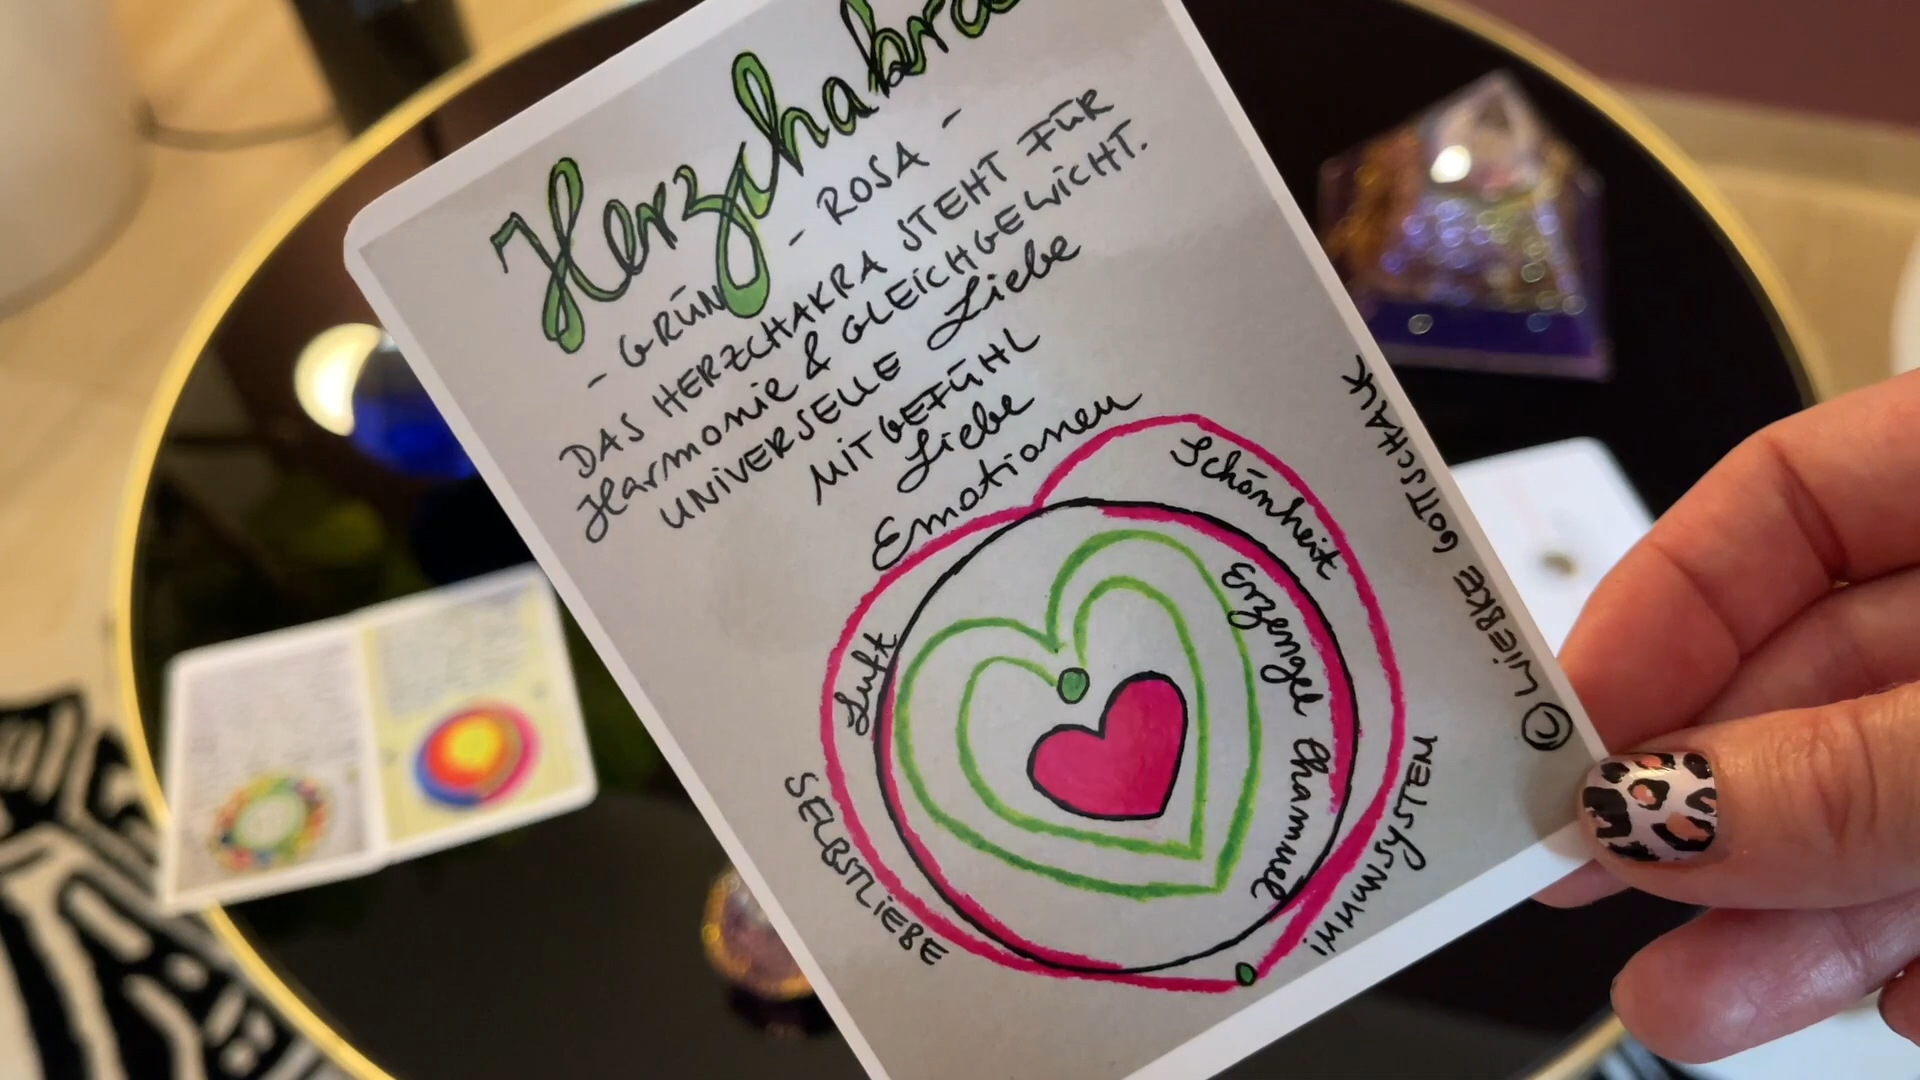 Herzchakra
- GRÜN - ROSA -
DAS HERZCHAKRA STEHT FÜR
Harmonie & GLEICHGEWICHT.
UNIVERSELLE Liebe
MITGEFÜHL
Liebe
Emotionen
Schönheit
Luft
Erzengel Chamuel
SELBSTLIEBE
IMMUNSYSTEM
© WIEBKE GOTTSCHALK